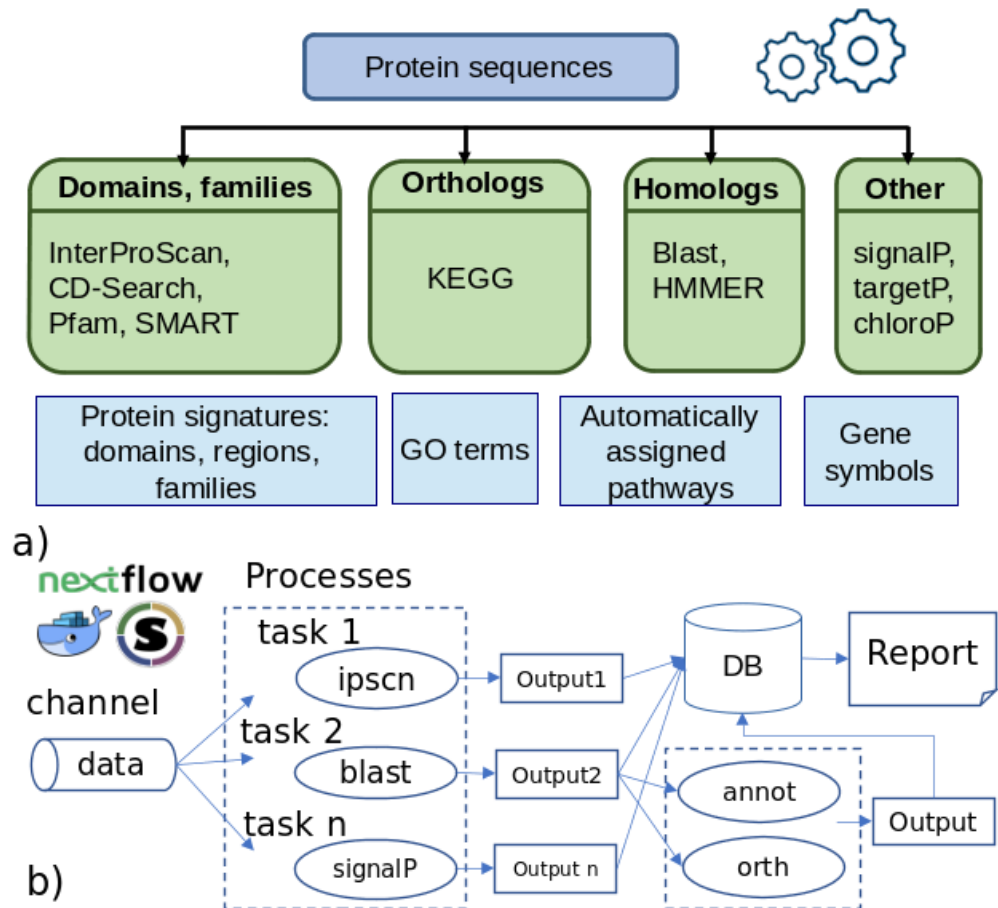 Protein sequences
Domains, families
InterProScan,
CD-Search,
Pfam, SMART
Orthologs
KEGG
Homologs
Blast,
HMMER
Other
signalP,
targetP,
chloroP
Protein signatures:
domains, regions,
families
GO terms
Automatically
assigned
pathways
Gene
symbols
a)
nextflow
S
Processes
channel
data
task 1
ipscn
task 2
blast
task n
signalP
Output1
Output2
Output n
DB
Report
annot
orth
Output
b)